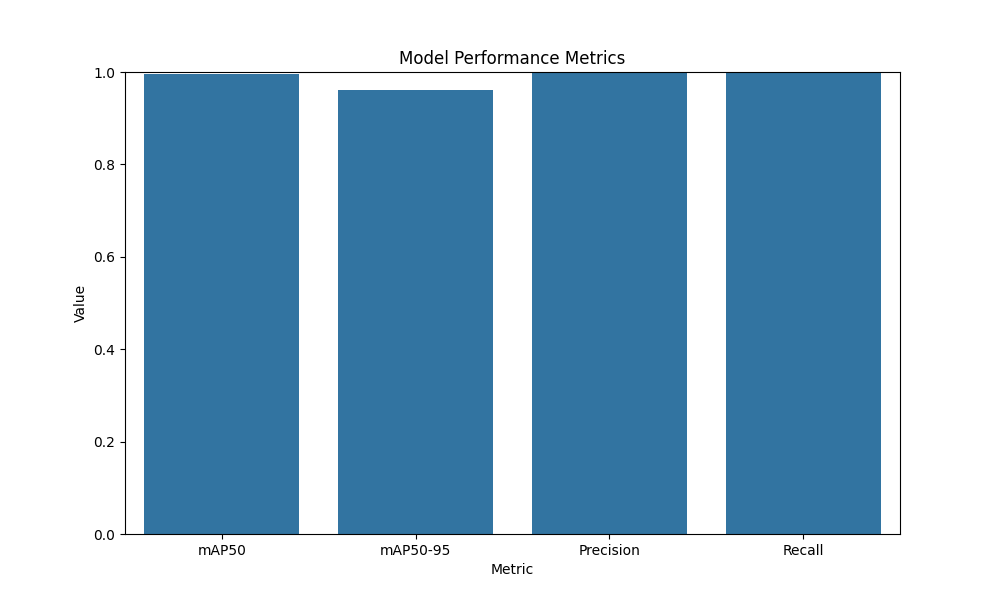 Model Performance Metrics
1.0
0.8
0.6
0.4
0.2
0.0
Value
mAP50
mAP50-95
Precision
Recall
Metric